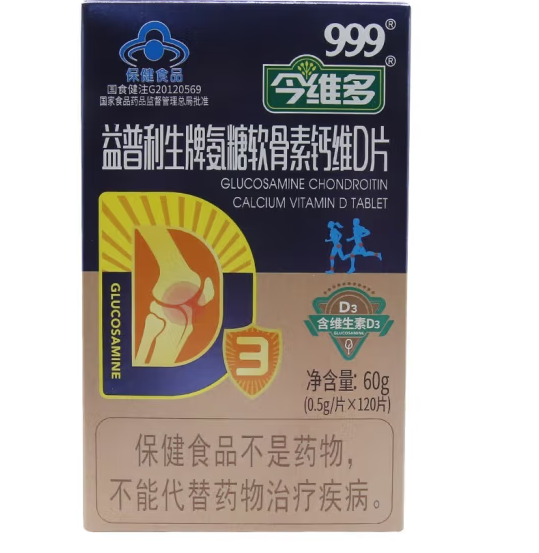 999®
保健食品
国食健注G20120569
国家食品药品监督管理总局批准
今维多®
益普利生牌氨糖软骨素钙维D片
GLUCOSAMINE CHONDROITIN
CALCIUM VITAMIN D TABLET
D
GLUCOSAMINE
3
D3
含维生素D3
GLUCOSAMINE
净含量: 60g
(0.5g/片×120片)
保健食品不是药物，
不能代替药物治疗疾病。